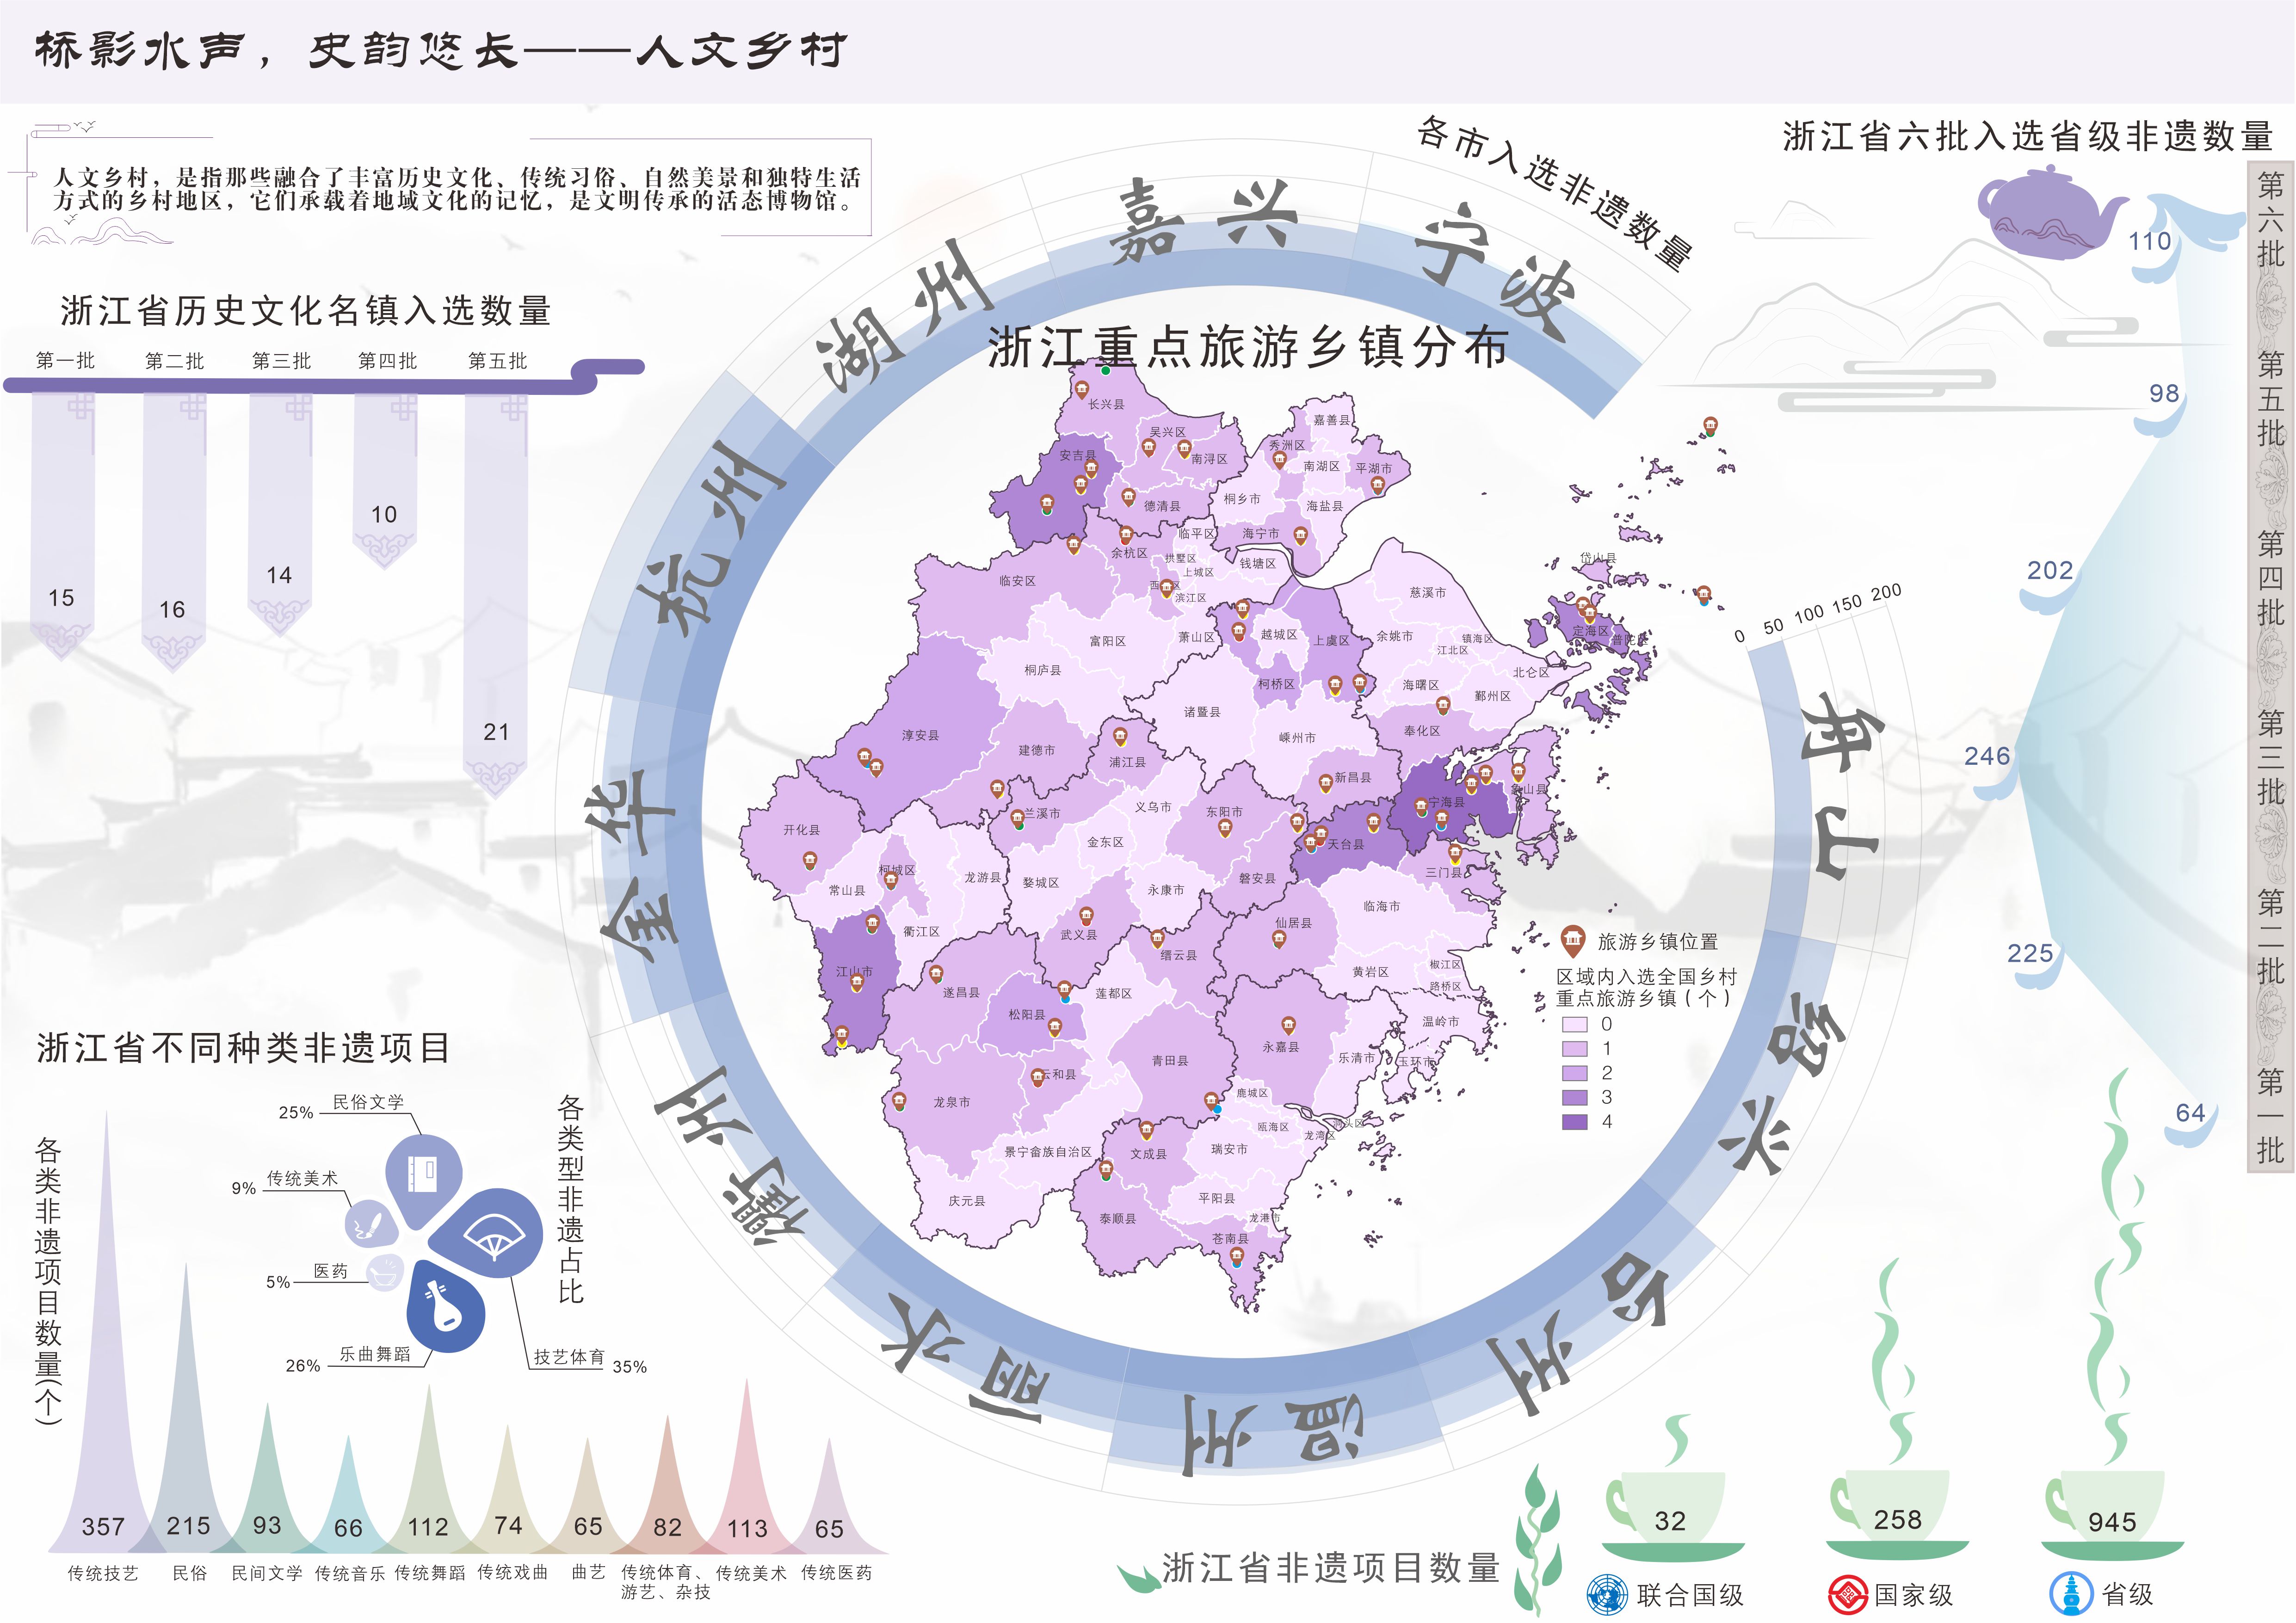 桥影水声，史韵悠长——人文乡村
人文乡村，是指那些融合了丰富历史文化、传统习俗、自然美景和独特生活
方式的乡村地区，它们承载着地域文化的记忆，是文明传承的活态博物馆。
浙江省历史文化名镇入选数量
第一批
第二批
第三批
第四批
第五批
15
16
14
10
21
浙江省不同种类非遗项目
各类非遗项目数量(个)
各类型非遗占比
25%
民俗文学
9%
传统美术
5%
医药
26%
乐曲舞蹈
技艺体育
35%
357
215
93
66
112
74
65
82
113
65
传统技艺
民俗
民间文学
传统音乐
传统舞蹈
传统戏曲
曲艺
传统体育、
游艺、杂技
传统美术
传统医药
各市入选非遗数量
宁波
嘉兴
湖州
杭州
金华
衢州
丽水
温州
台州
绍兴
舟山
0
50
100
150
200
浙江重点旅游乡镇分布
长兴县
吴兴区
南浔区
安吉县
德清县
嘉善县
秀洲区
南湖区
平湖市
桐乡市
海盐县
海宁市
临平区
余杭区
拱墅区
上城区
钱塘区
滨江区
临安区
富阳区
萧山区
桐庐县
淳安县
建德市
越城区
上虞区
柯桥区
诸暨县
嵊州市
新昌县
慈溪市
余姚市
镇海区
江北区
北仑区
海曙区
鄞州区
奉化区
宁海县
象山县
岱山县
定海区
普陀区
浦江县
兰溪市
义乌市
东阳市
金东区
婺城区
永康市
磐安县
武义县
开化县
常山县
柯城区
龙游县
衢江区
江山市
天台县
三门县
临海市
仙居县
黄岩区
椒江区
路桥区
温岭市
玉环市
遂昌县
松阳县
莲都区
缙云县
青田县
云和县
龙泉市
景宁畲族自治区
庆元县
永嘉县
乐清市
鹿城区
瓯海区
龙湾区
洞头区
瑞安市
文成县
平阳县
泰顺县
龙港市
苍南县
旅游乡镇位置
区域内入选全国乡村
重点旅游乡镇（个）
0
1
2
3
4
浙江省六批入选省级非遗数量
110
98
202
246
225
64
第六批
第五批
第四批
第三批
第二批
第一批
浙江省非遗项目数量
32
258
945
联合国级
国家级
省级